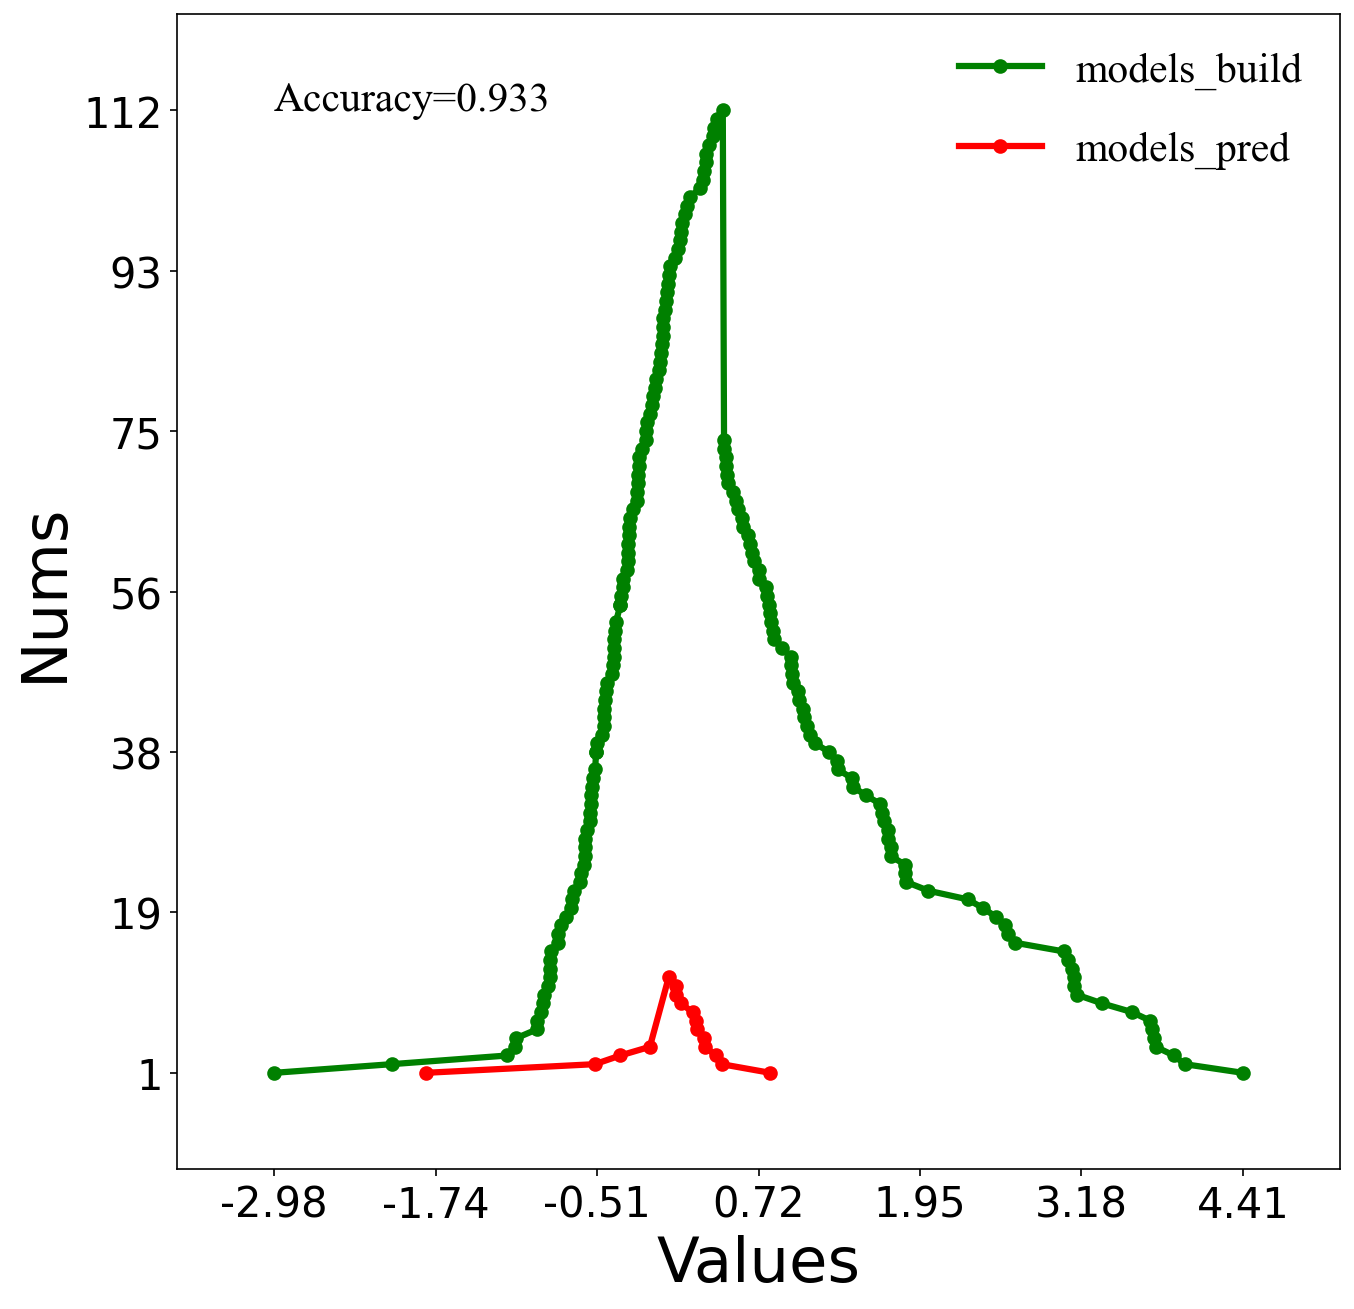 Accuracy=0.933
models_build
models_pred
112
93
75
56
38
19
1
Nums
-2.98 -1.74 -0.51 0.72 1.95 3.18 4.41
Values